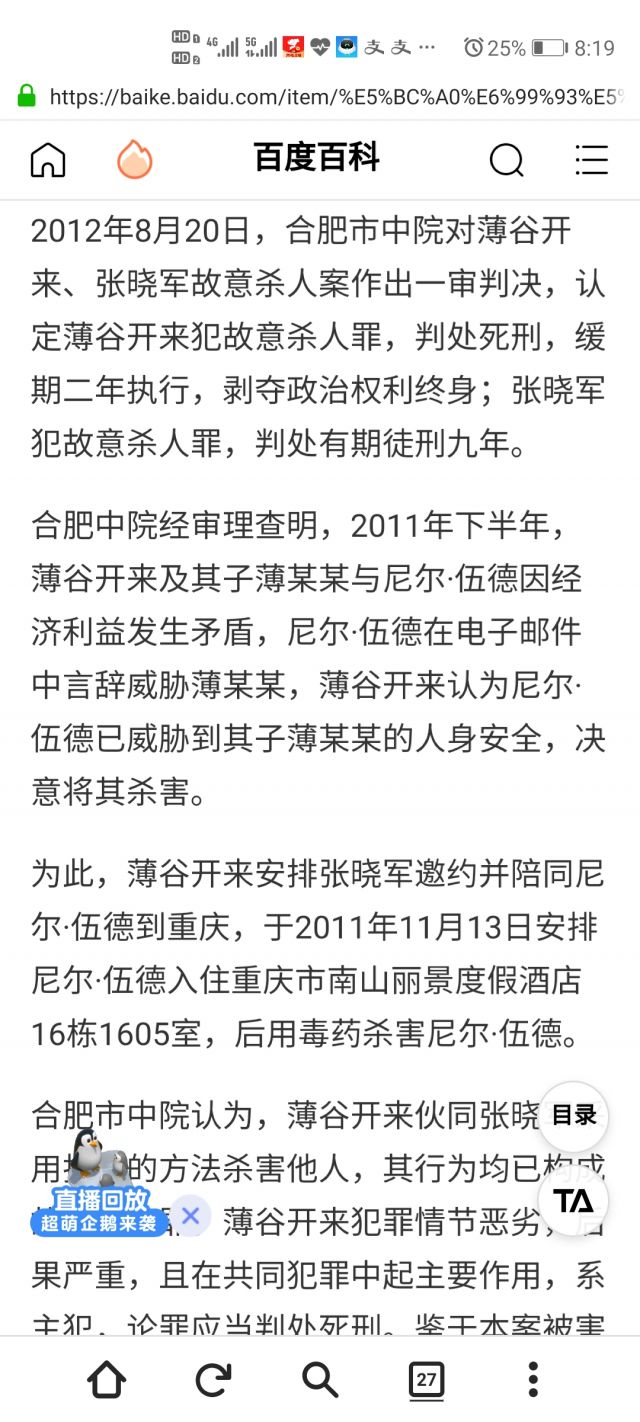 HD 1
HD 2
4G
5G
25%
8:19
https://baike.baidu.com/item/%E5%BC%A0%E6%99%93%E5%
百度百科
2012年8月20日，合肥市中院对薄谷开
来、张晓军故意杀人案作出一审判决，认
定薄谷开来犯故意杀人罪，判处死刑，缓
期二年执行，剥夺政治权利终身；张晓军
犯故意杀人罪，判处有期徒刑九年。
合肥中院经审理查明，2011年下半年，
薄谷开来及其子薄某某与尼尔·伍德因经
济利益发生矛盾，尼尔·伍德在电子邮件
中言辞威胁薄某某，薄谷开来认为尼尔·
伍德已威胁到其子薄某某的人身安全，决
意将其杀害。
为此，薄谷开来安排张晓军邀约并陪同尼
尔·伍德到重庆，于2011年11月13日安排
尼尔·伍德入住重庆市南山丽景度假酒店
16栋1605室，后用毒药杀害尼尔·伍德。
合肥市中院认为，薄谷开来伙同张晓
目录
用 的方法杀害他人，其行为均已构成
直播回放
超萌企鹅来袭
TA
薄谷开来犯罪情节恶劣，后
果严重，且在共同犯罪中起主要作用，系
主犯，论罪应当判处死刑。鉴于本案被害
27